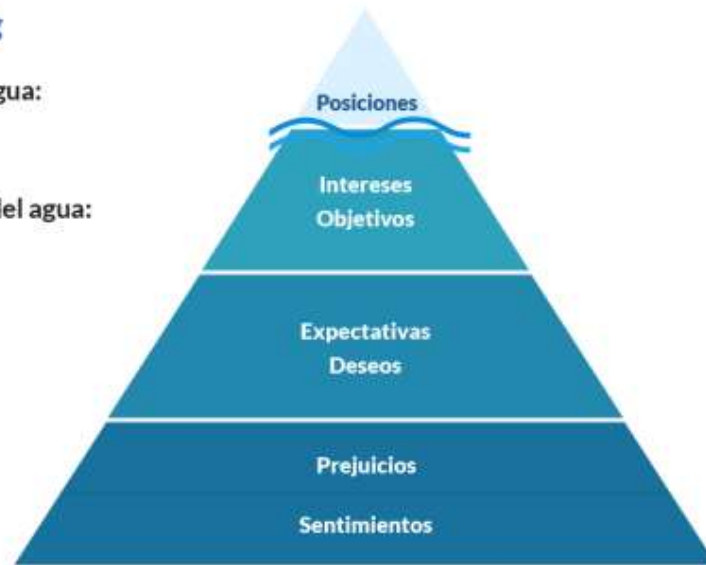 gua:
del agua:
Posiciones
Intereses
Objetivos
Expectativas
Deseos
Prejuicios
Sentimientos